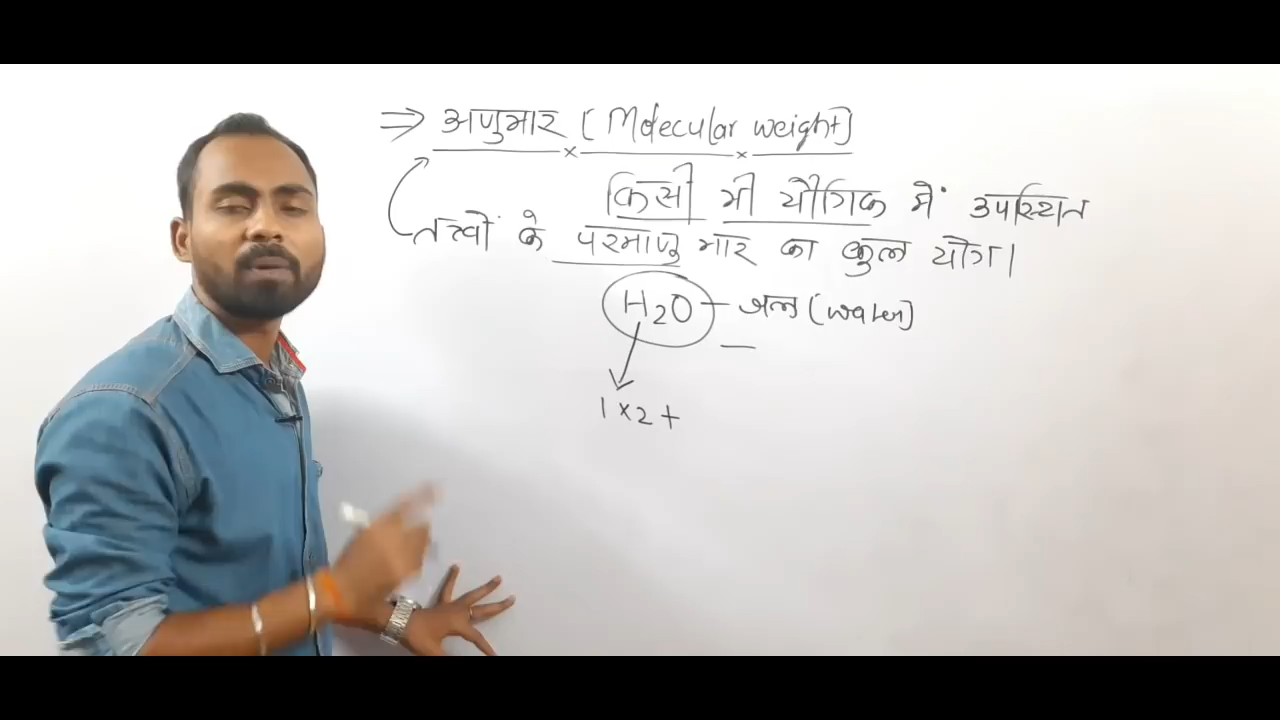 ⇒ अणुभार [Molecular weight]
किसी भी यौगिक में उपस्थित
तत्त्वों के परमाणु भार का कुल योग।
H2O - जल (water)
1 x 2 +